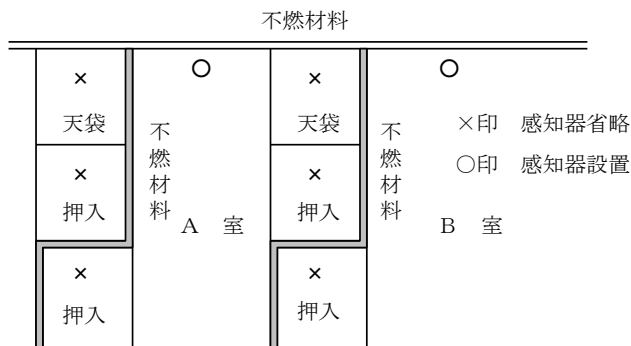 不燃材料
× ○ × ○
天袋 天袋
×印 感知器省略
○印 感知器設置
不燃材料
不燃材料
× ×
押入 押入
A 室
B 室
× ×
押入 押入